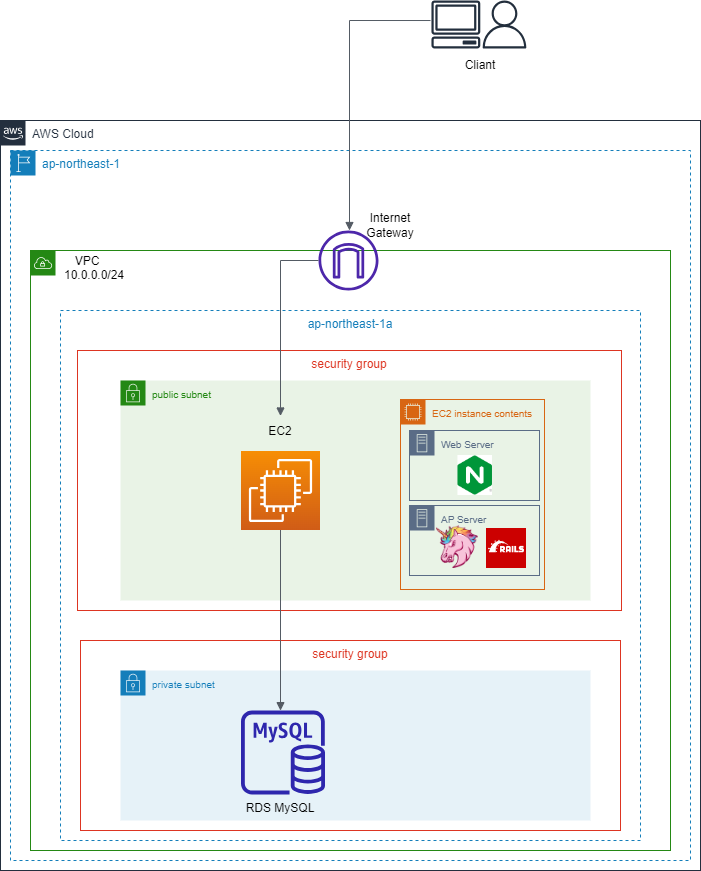 Cliant
aws
AWS Cloud
ap-northeast-1
Internet
Gateway
VPC
10.0.0.0/24
ap-northeast-1a
security group
public subnet
EC2
EC2 instance contents
Web Server
N
AP Server
RAILS
security group
private subnet
MySQL
RDS MySQL